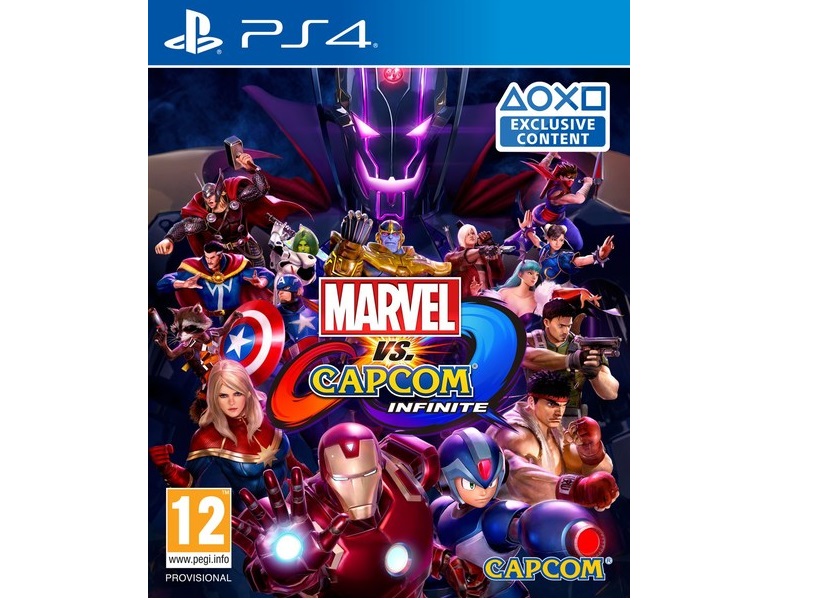 PS4
EXCLUSIVE
CONTENT
MARVEL
VS.
CAPCOM
INFINITE
12
www.pegi.info
PROVISIONAL
CAPCOM®